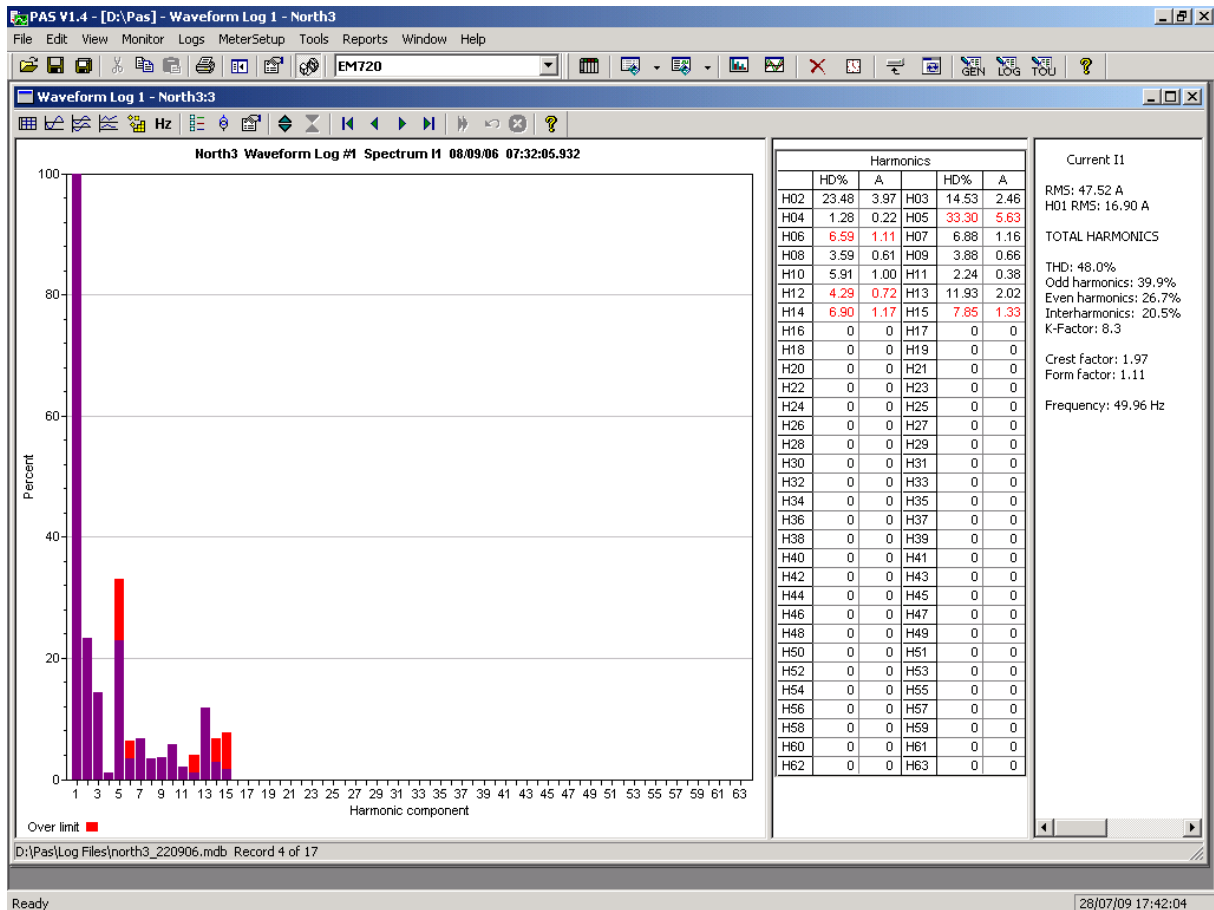 PAS V1.4 - [D:\Pas] - Waveform Log 1 - North3
File Edit View Monitor Logs MeterSetup Tools Reports Window Help
EM720
GEN LOG TOU
Waveform Log 1 - North3:3
Hz
North3 Waveform Log #1 Spectrum I1 08/09/06 07:32:05.932
100
80
60
40
20
0
Percent
1 3 5 7 9 11 13 15 17 19 21 23 25 27 29 31 33 35 37 39 41 43 45 47 49 51 53 55 57 59 61 63
Harmonic component
Over limit
Harmonics
HD% A HD% A
H02 23.48 3.97 H03 14.53 2.46
H04 1.28 0.22 H05 33.30 5.63
H06 6.59 1.11 H07 6.88 1.16
H08 3.59 0.61 H09 3.88 0.66
H10 5.91 1.00 H11 2.24 0.38
H12 4.29 0.72 H13 11.93 2.02
H14 6.90 1.17 H15 7.85 1.33
H16 0 0 H17 0 0
H18 0 0 H19 0 0
H20 0 0 H21 0 0
H22 0 0 H23 0 0
H24 0 0 H25 0 0
H26 0 0 H27 0 0
H28 0 0 H29 0 0
H30 0 0 H31 0 0
H32 0 0 H33 0 0
H34 0 0 H35 0 0
H36 0 0 H37 0 0
H38 0 0 H39 0 0
H40 0 0 H41 0 0
H42 0 0 H43 0 0
H44 0 0 H45 0 0
H46 0 0 H47 0 0
H48 0 0 H49 0 0
H50 0 0 H51 0 0
H52 0 0 H53 0 0
H54 0 0 H55 0 0
H56 0 0 H57 0 0
H58 0 0 H59 0 0
H60 0 0 H61 0 0
H62 0 0 H63 0 0
Current I1
RMS: 47.52 A
H01 RMS: 16.90 A
TOTAL HARMONICS
THD: 48.0%
Odd harmonics: 39.9%
Even harmonics: 26.7%
Interharmonics: 20.5%
K-Factor: 8.3
Crest factor: 1.97
Form factor: 1.11
Frequency: 49.96 Hz
D:\Pas\Log Files\north3_220906.mdb Record 4 of 17
Ready
28/07/09 17:42:04